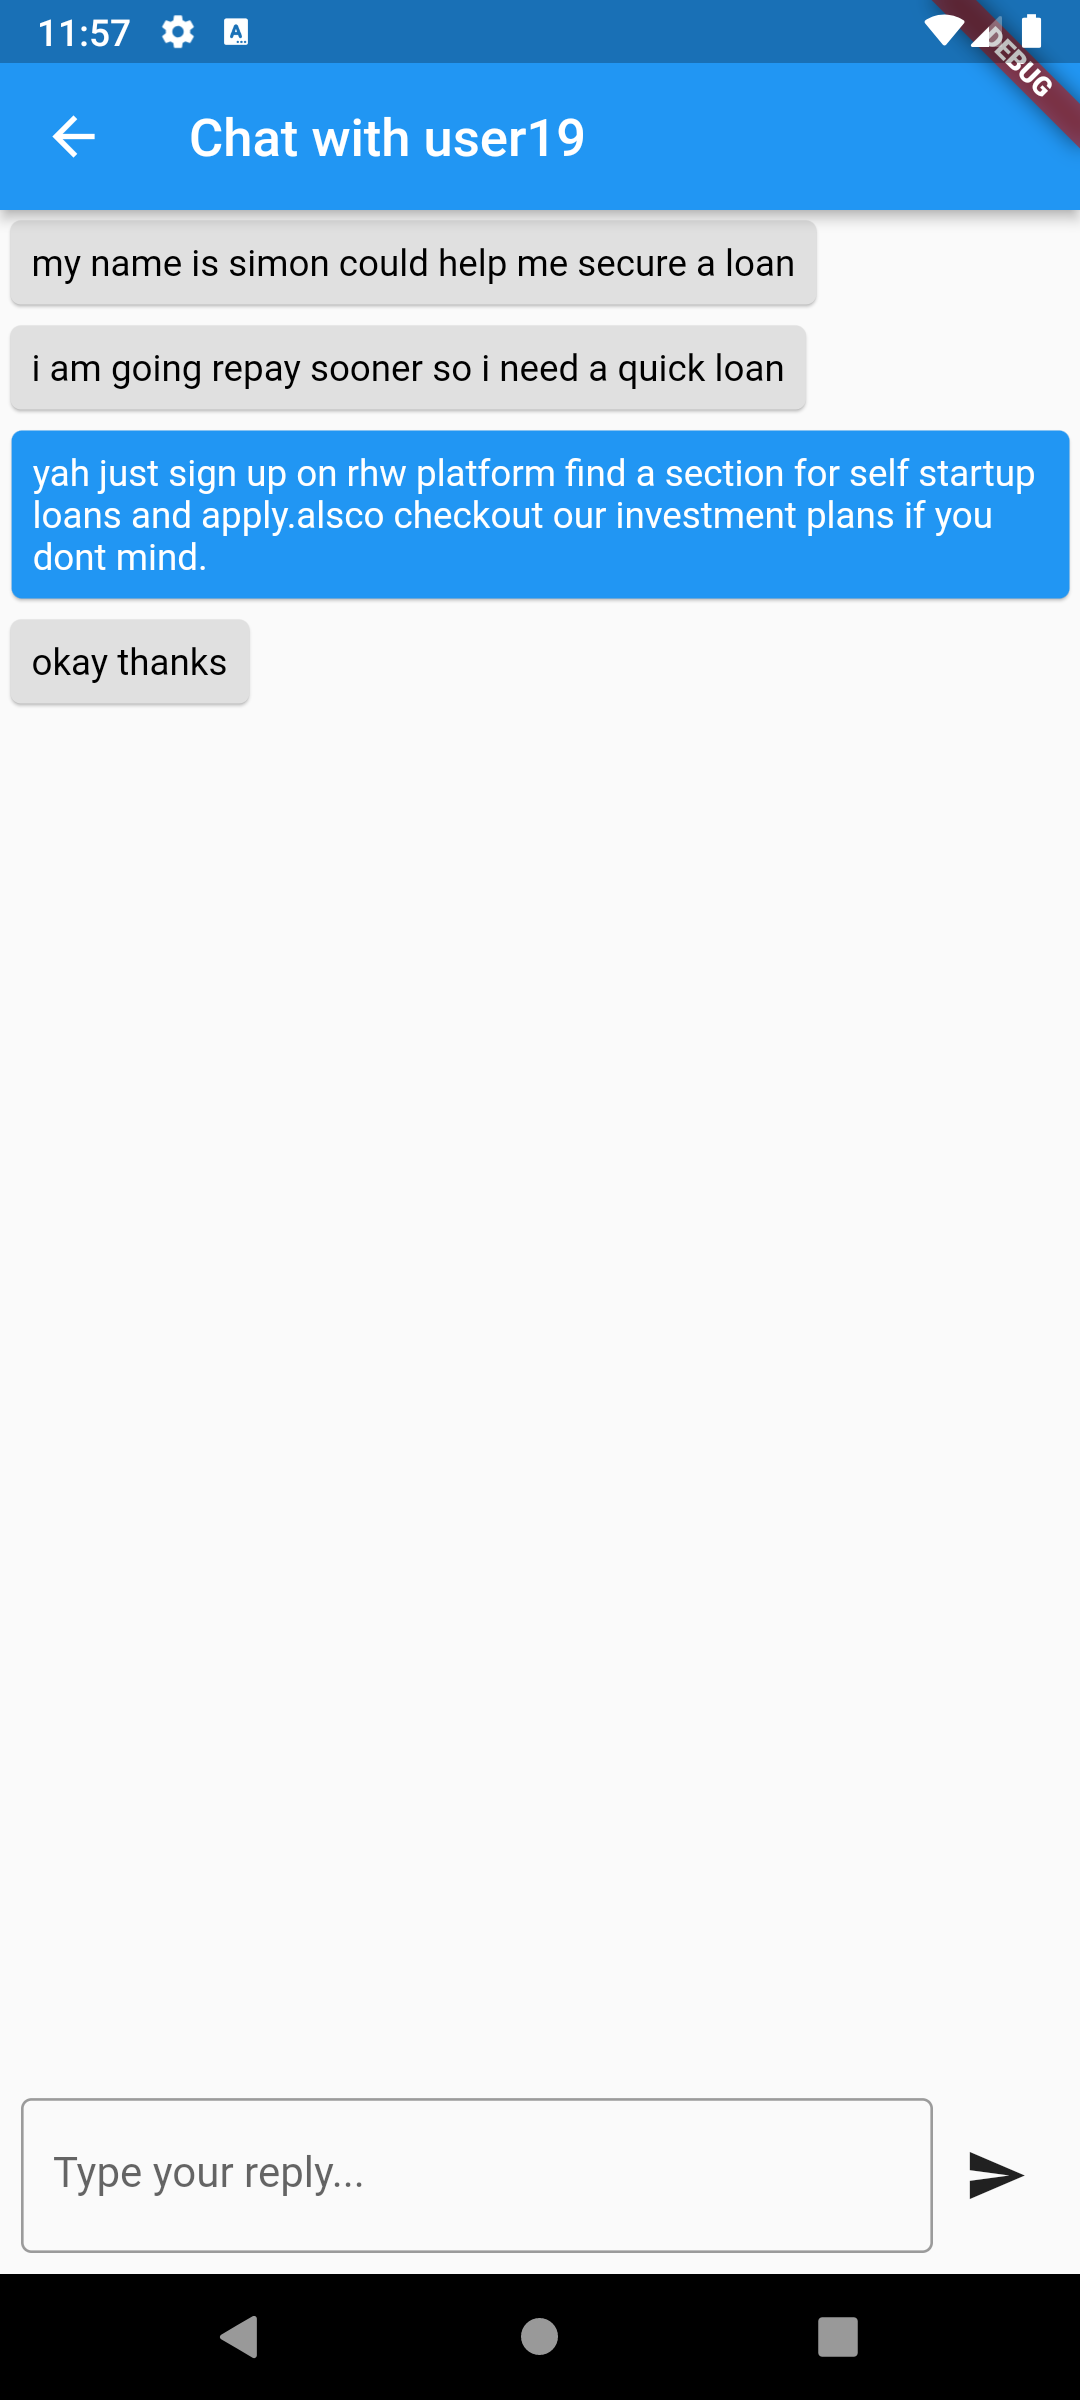 11:57
DEBUG
Chat with user19
my name is simon could help me secure a loan
i am going repay sooner so i need a quick loan
yah just sign up on rhw platform find a section for self startup
loans and apply.alsco checkout our investment plans if you
dont mind.
okay thanks
Type your reply...